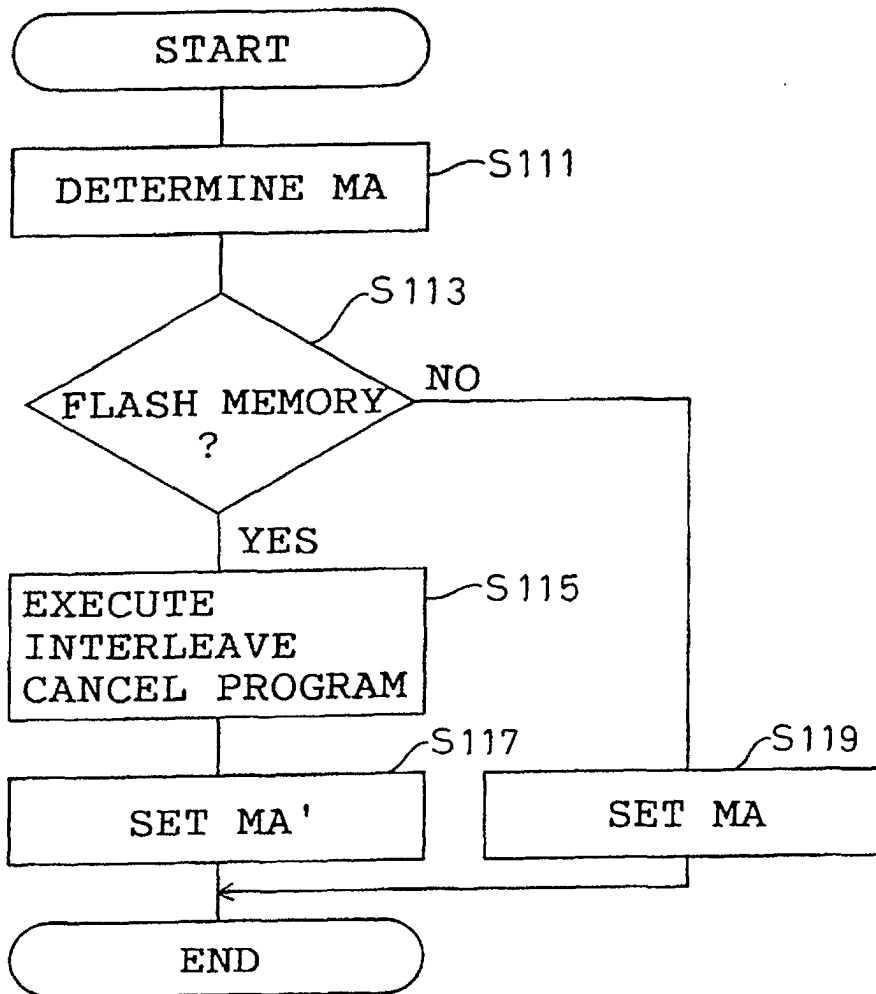 START
DETERMINE MA
S111
S113
FLASH MEMORY
?
NO
YES
EXECUTE
INTERLEAVE
CANCEL PROGRAM
S115
SET MA'
S117
SET MA
S119
END